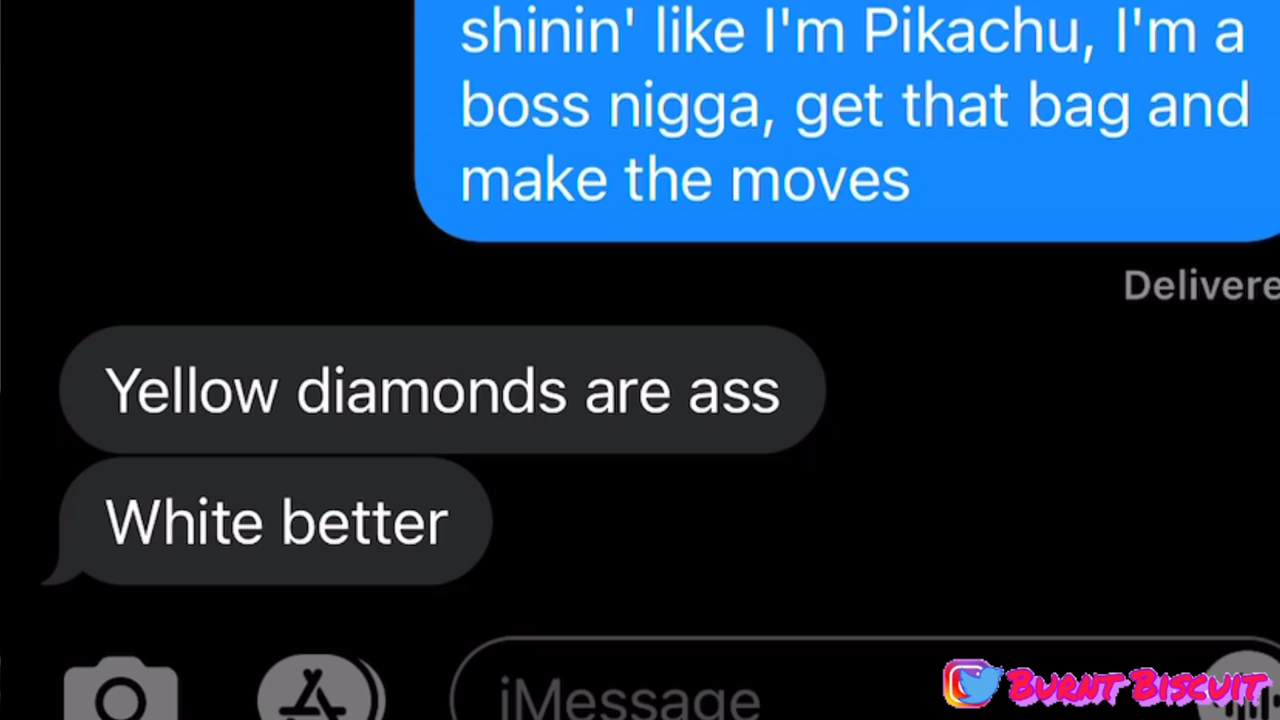 shinin' like I'm Pikachu, I'm a
boss nigga, get that bag and
make the moves
Delivere
Yellow diamonds are ass
White better
iMessage
Burnt Biscuit